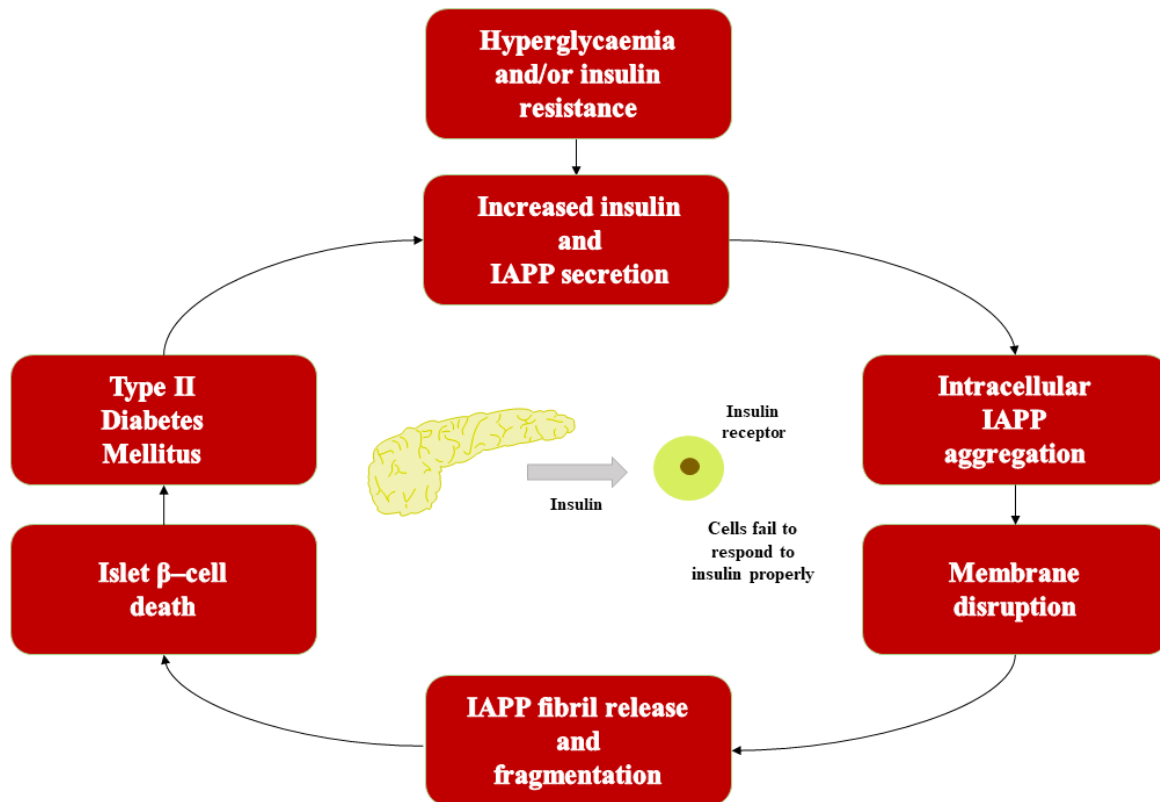 Hyperglycaemia
and/or insulin
resistance
Increased insulin
and
IAPP secretion
Type II
Diabetes
Mellitus
Intracellular
IAPP
aggregation
Insulin
receptor
Insulin
Cells fail to
respond to
insulin properly
Islet β–cell
death
Membrane
disruption
IAPP fibril release
and
fragmentation